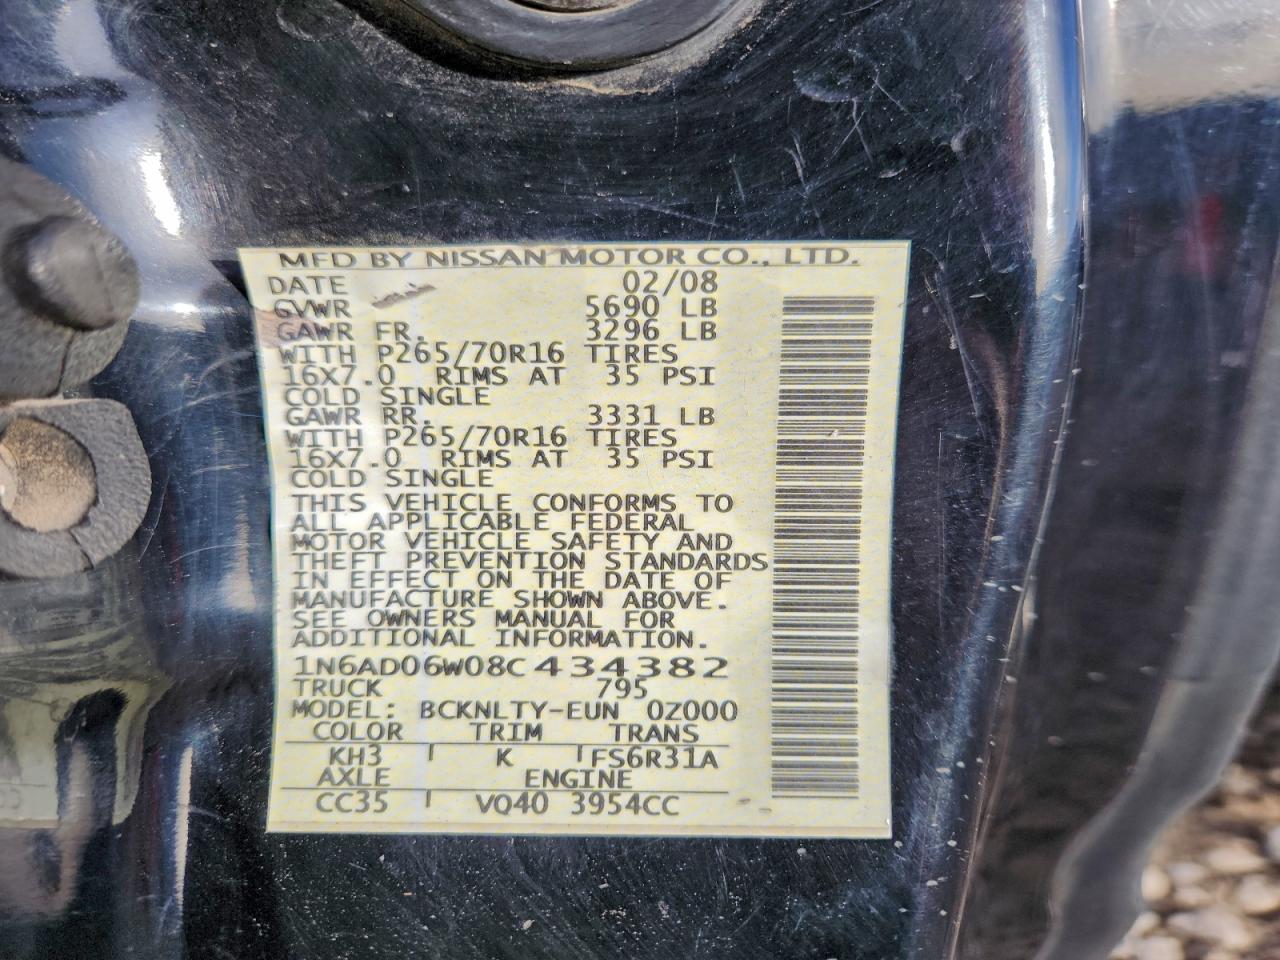 MFD BY NISSAN MOTOR CO., LTD.
DATE 02/08
GVWR 5690 LB
GAWR FR. 3296 LB
WITH P265/70R16 TIRES
16X7.0 RIMS AT 35 PSI
COLD SINGLE
GAWR RR. 3331 LB
WITH P265/70R16 TIRES
16X7.0 RIMS AT 35 PSI
COLD SINGLE
THIS VEHICLE CONFORMS TO
ALL APPLICABLE FEDERAL
MOTOR VEHICLE SAFETY AND
THEFT PREVENTION STANDARDS
IN EFFECT ON THE DATE OF
MANUFACTURE SHOWN ABOVE.
SEE OWNERS MANUAL FOR
ADDITIONAL INFORMATION.
1N6AD06W08C434382
TRUCK 795
MODEL: BCKNLTY-EUN 0Z000
COLOR TRIM TRANS
KH3 K FS6R31A
AXLE ENGINE
CC35 VQ40 3954CC